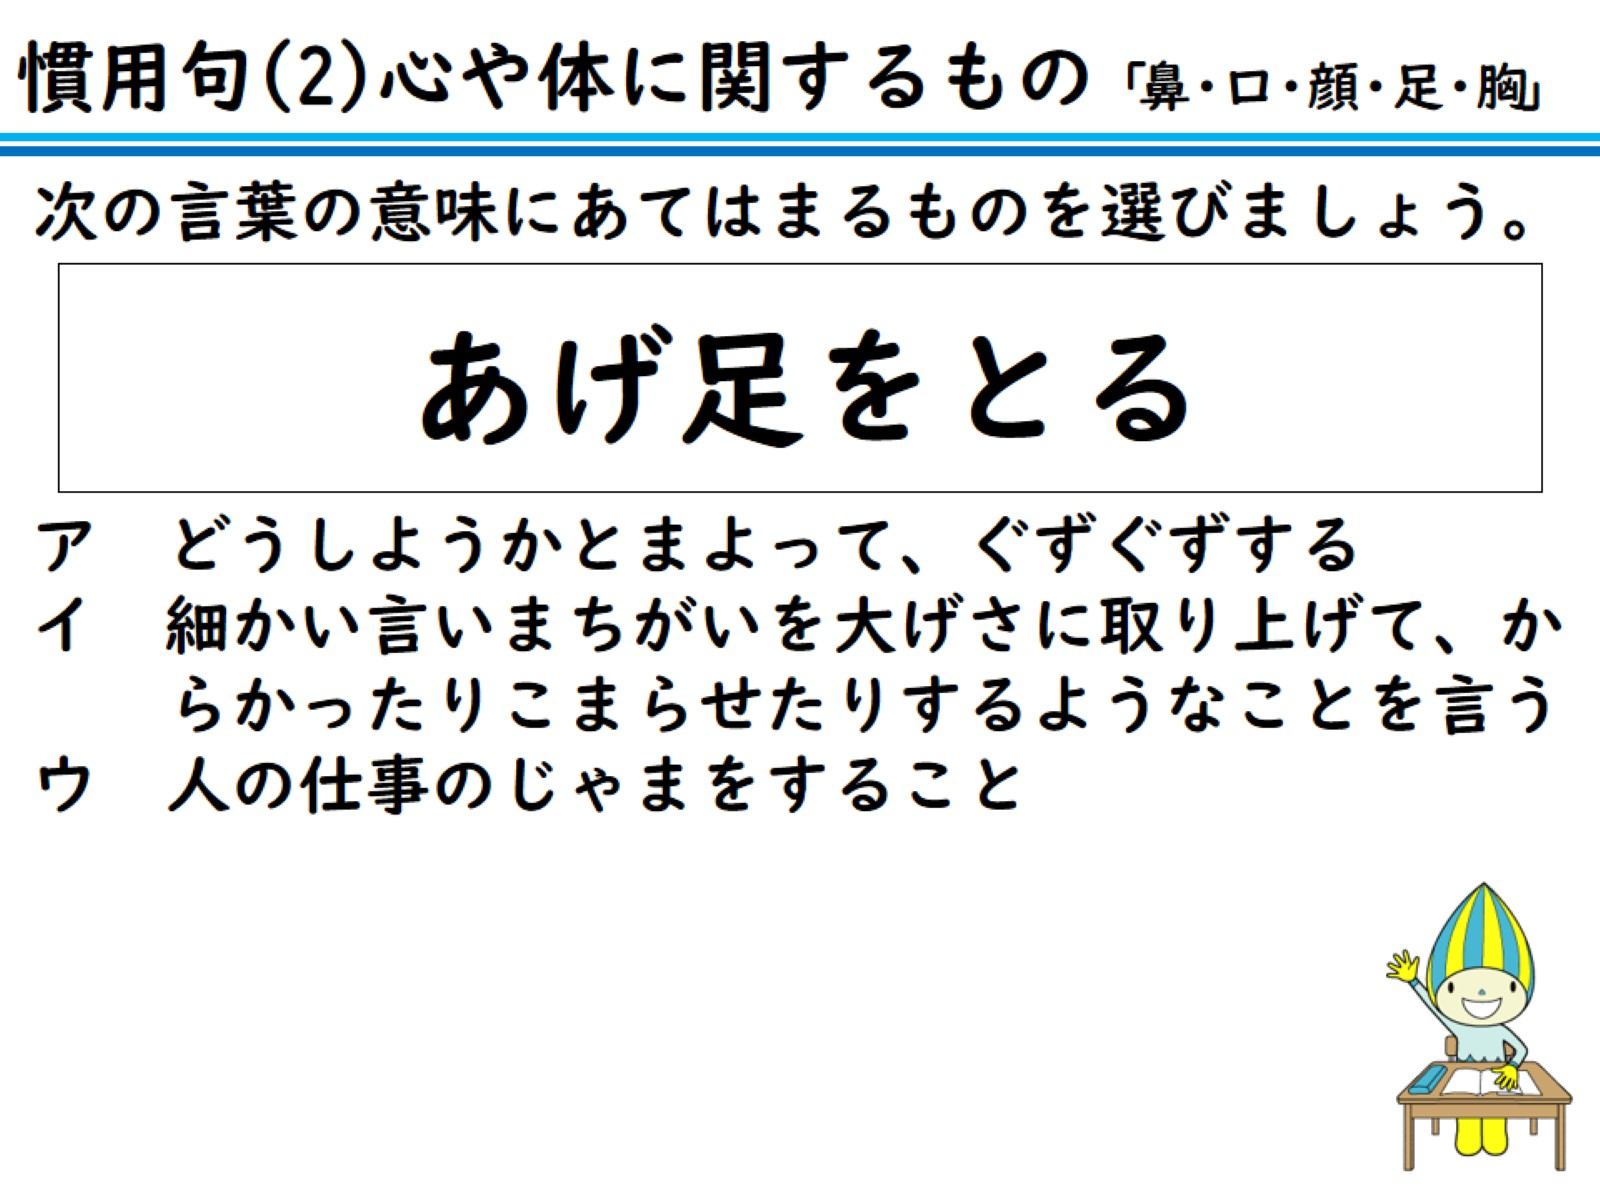 慣用句(2)心や体に関するもの「鼻・口・顔・足・胸」
次の言葉の意味にあてはまるものを選びましょう。
あげ足をとる
ア　どうしようかとまよって、ぐずぐずする
イ　細かい言いまちがいを大げさに取り上げて、か
らかったりこまらせたりするようなことを言う
ウ　人の仕事のじゃまをすること